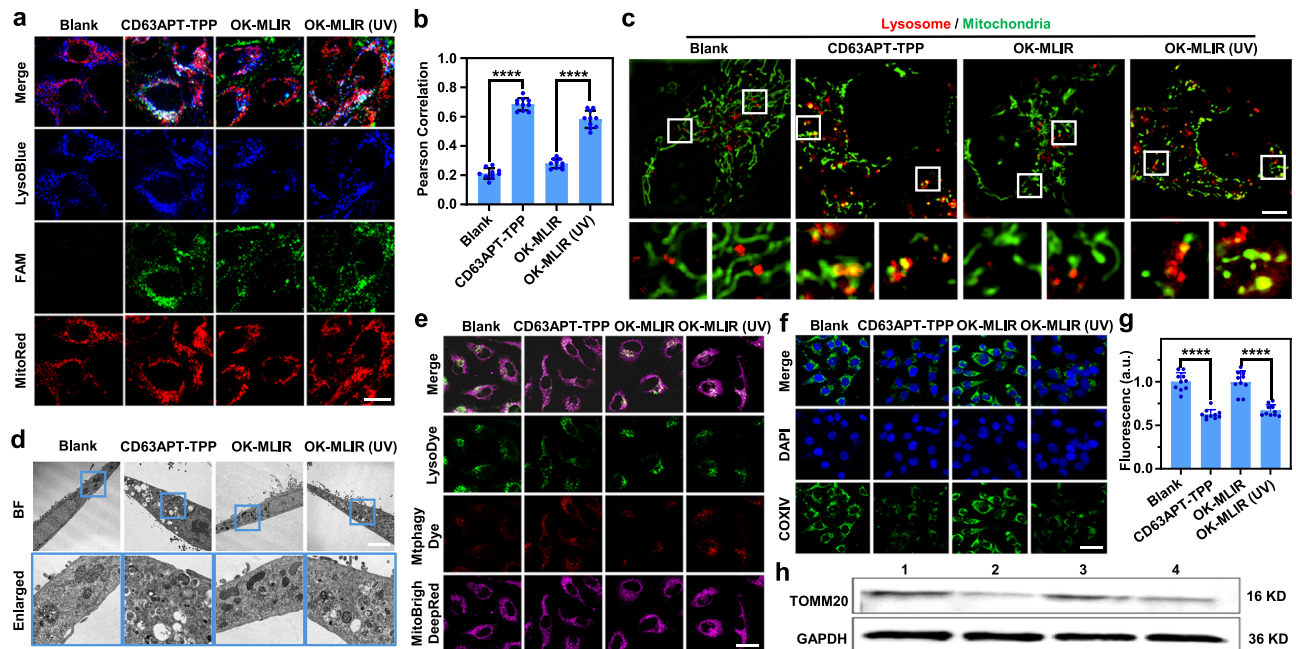 a
Blank CD63APT-TPP OK-MLIR OK-MLIR (UV)
Merge
LysoBlue
FAM
MitoRed
b
Pearson Correlation
1.0
0.8
0.6
0.4
0.2
0.0
**** ****
Blank
CD63APT-TPP
OK-MLIR
OK-MLIR (UV)
c
Lysosome / Mitochondria
Blank CD63APT-TPP OK-MLIR OK-MLIR (UV)
d
Blank CD63APT-TPP OK-MLIR OK-MLIR (UV)
BF
Enlarged
e
Blank CD63APT-TPP OK-MLIR OK-MLIR (UV)
Merge
LysoDye
Mtphagy
Dye
MitoBrigh
DeepRed
f
Blank CD63APT-TPP OK-MLIR OK-MLIR (UV)
Merge
DAPI
COXIV
g
Fluorescenc (a.u.)
1.0
0.5
0.0
**** ****
Blank
CD63APT-TPP
OK-MLIR
OK-MLIR (UV)
h
1 2 3 4
TOMM20 16 KD
GAPDH 36 KD